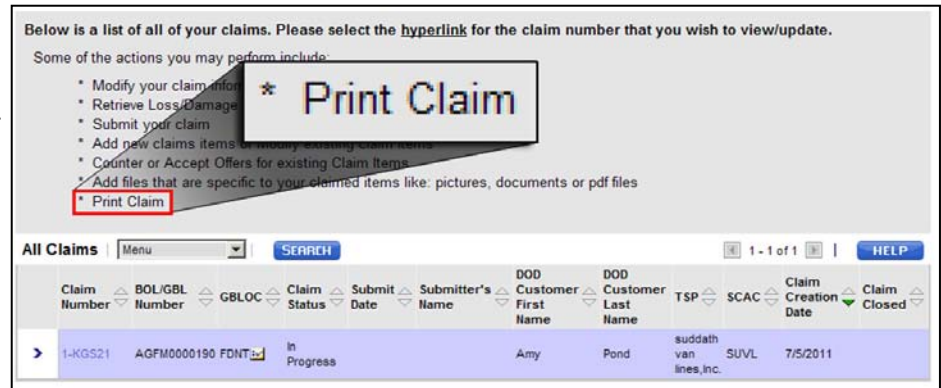 Below is a list of all of your claims. Please select the hyperlink for the claim number that you wish to view/update.
Some of the actions you may perform include:
* Modify your claim
* Retrieve Loss/Damage
* Print Claim
* Submit your claim
* Add new claims items or Modify existing Claim Items
* Counter or Accept Offers for existing Claim Items
* Add files that are specific to your claimed items like: pictures, documents or pdf files
* Print Claim
All Claims | Menu SEARCH 1 - 1 of 1 | HELP
Claim Number BOL/GBL Number GBLOC Claim Status Submit Date Submitter's Name DOD Customer First Name DOD Customer Last Name TSP SCAC Claim Creation Date Claim Closed
1-KGS21 AGFM0000190 FDNT In Progress Amy Pond suddath van lines,Inc. SUVL 7/5/2011